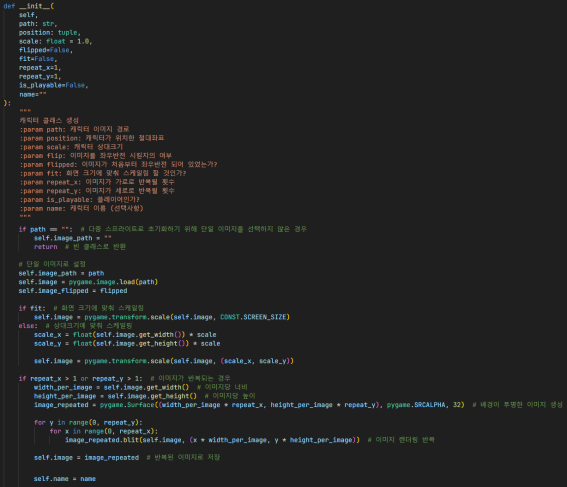 def __init__(
    self,
    path: str,
    position: tuple,
    scale: float = 1.0,
    flipped=False,
    fit=False,
    repeat_x=1,
    repeat_y=1,
    is_playable=False,
    name=""
):
    """
    캐릭터 클래스 생성
    :param path: 캐릭터 이미지 경로
    :param position: 캐릭터가 위치한 절대좌표
    :param scale: 캐릭터 상대크기
    :param flip: 이미지를 좌우반전 시킬지의 여부
    :param flipped: 이미지가 처음부터 좌우반전 되어 있었는가?
    :param fit: 화면 크기에 맞춰 스케일링 할 것인가?
    :param repeat_x: 이미지가 가로로 반복될 횟수
    :param repeat_y: 이미지가 세로로 반복될 횟수
    :param is_playable: 플레이어인가?
    :param name: 캐릭터 이름 (선택사항)
    """
    if path == "":  # 다중 스프라이트로 초기화하기 위해 단일 이미지를 선택하지 않은 경우
        self.image_path = ""
        return  # 빈 클래스로 반환

    # 단일 이미지로 설정
    self.image_path = path
    self.image = pygame.image.load(path)
    self.image_flipped = flipped

    if fit:  # 화면 크기에 맞춰 스케일링
        self.image = pygame.transform.scale(self.image, CONST.SCREEN_SIZE)
    else:  # 상대크기에 맞춰 스케일링
        scale_x = float(self.image.get_width()) * scale
        scale_y = float(self.image.get_height()) * scale

        self.image = pygame.transform.scale(self.image, (scale_x, scale_y))

    if repeat_x > 1 or repeat_y > 1:  # 이미지가 반복되는 경우
        width_per_image = self.image.get_width()  # 이미지당 너비
        height_per_image = self.image.get_height()  # 이미지당 높이
        image_repeated = pygame.Surface((width_per_image * repeat_x, height_per_image * repeat_y), pygame.SRCALPHA, 32)  # 배경이 투명한 이미지 생성

        for y in range(0, repeat_y):
            for x in range(0, repeat_x):
                image_repeated.blit(self.image, (x * width_per_image, y * height_per_image))  # 이미지 렌더링 반복

        self.image = image_repeated  # 반복된 이미지로 저장

        self.name = name